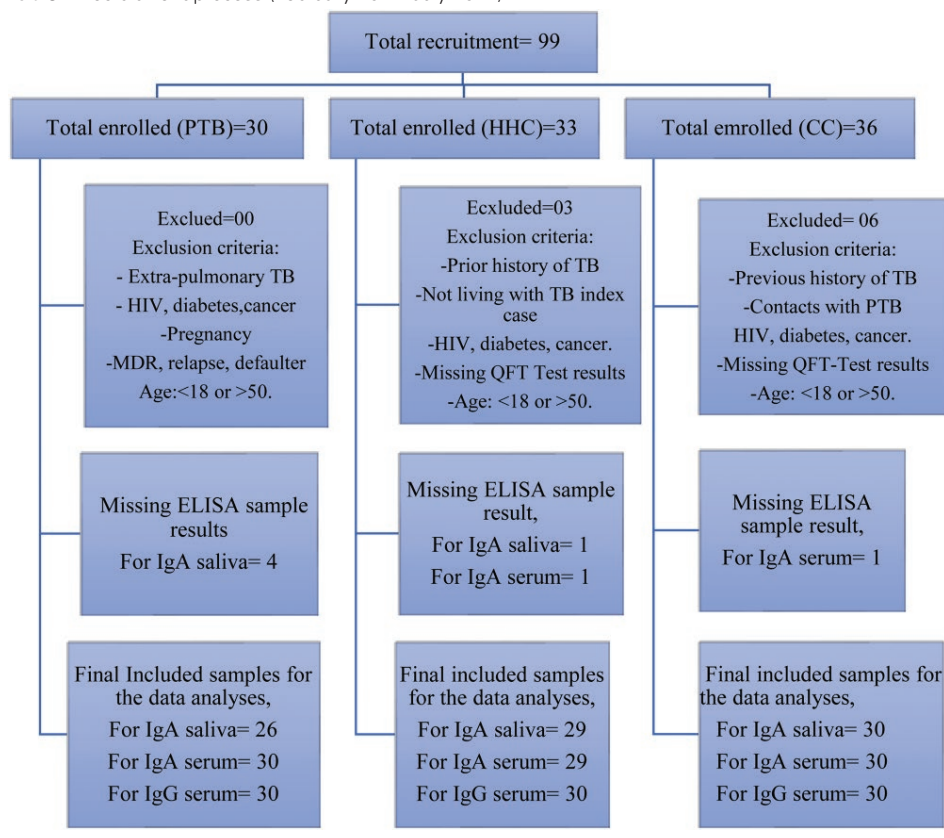 Total recruitment= 99
Total enrolled (PTB)=30
Total enrolled (HHC)=33
Total emrolled (CC)=36
Exclued=00
Exclusion criteria:
- Extra-pulmonary TB
- HIV, diabetes,cancer
-Pregnancy
-MDR, relapse, defaulter
Age:<18 or >50.
Ecxluded=03
Exclusion criteria:
-Prior history of TB
-Not living with TB index
case
-HIV, diabetes, cancer.
-Missing QFT Test results
-Age: <18 or >50.
Excluded= 06
Exclusion criteria:
-Previous history of TB
-Contacts with PTB
HIV, diabetes, cancer.
-Missing QFT-Test results
-Age: <18 or >50.
Missing ELISA sample
results
For IgA saliva= 4
Missing ELISA sample
result,
For IgA saliva= 1
For IgA serum= 1
Missing ELISA
sample result,
For IgA serum= 1
Final Included samples for
the data analyses,
For IgA saliva= 26
For IgA serum= 30
For IgG serum= 30
Final included samples
for the data analyses,
For IgA saliva= 29
For IgA serum= 29
For IgG serum= 30
Final included samples for
the data analyses,
For IgA saliva= 30
For IgA serum= 30
For IgG serum= 30